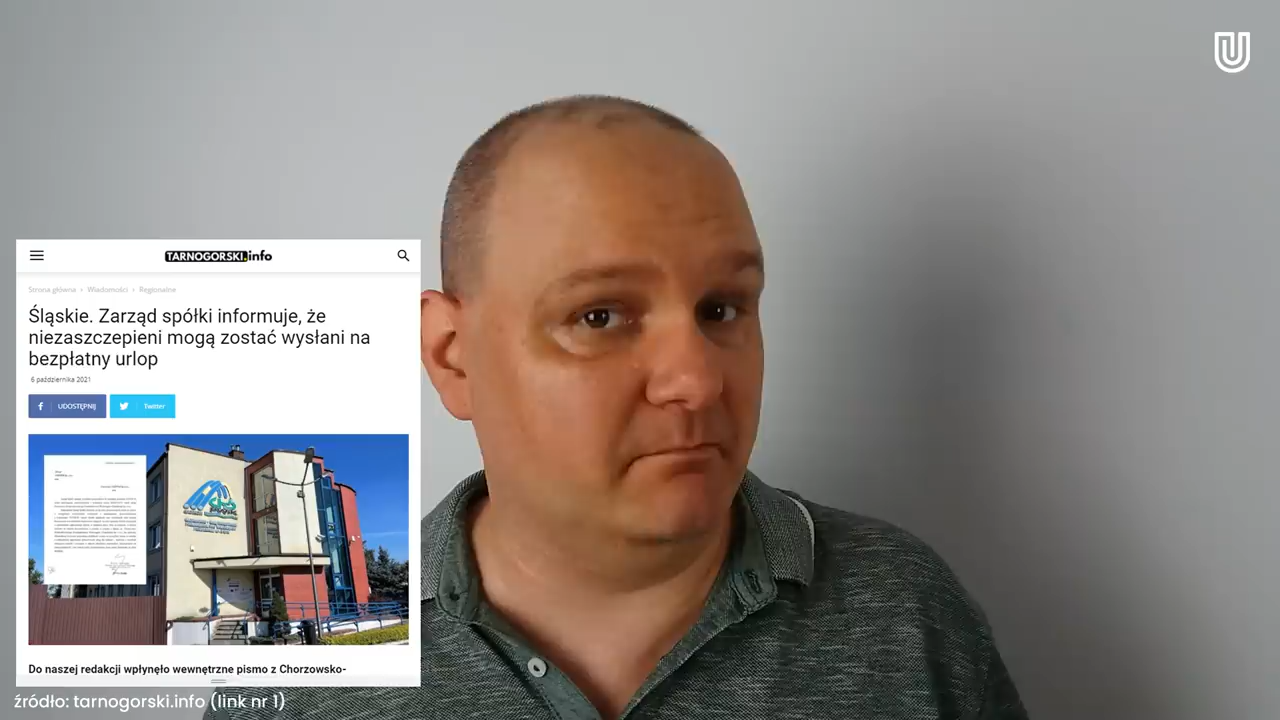 TARNOGORSKI.info
Strona główna › Wiadomości › Regionalne
Śląskie. Zarząd spółki informuje, że
niezaszczepieni mogą zostać wysłani na
bezpłatny urlop
6 października 2021
UDOSTĘPNIJ
Twitter
Do naszej redakcji wpłynęło wewnętrzne pismo z Chorzowsko-
źródło: tarnogorski.info (link nr 1)